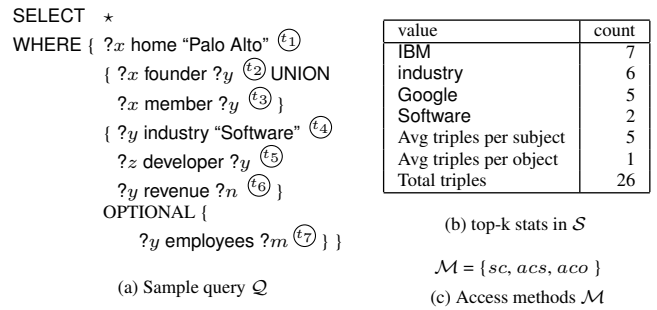 SELECT ⋆
WHERE { ?x home “Palo Alto” t1
{ ?x founder ?y t2 UNION
?x member ?y t3 }
{ ?y industry “Software” t4
?z developer ?y t5
?y revenue ?n t6 }
OPTIONAL {
?y employees ?m t7 } }
(a) Sample query Q
value count
IBM 7
industry 6
Google 5
Software 2
Avg triples per subject 5
Avg triples per object 1
Total triples 26
(b) top-k stats in S
M = {sc, acs, aco }
(c) Access methods M